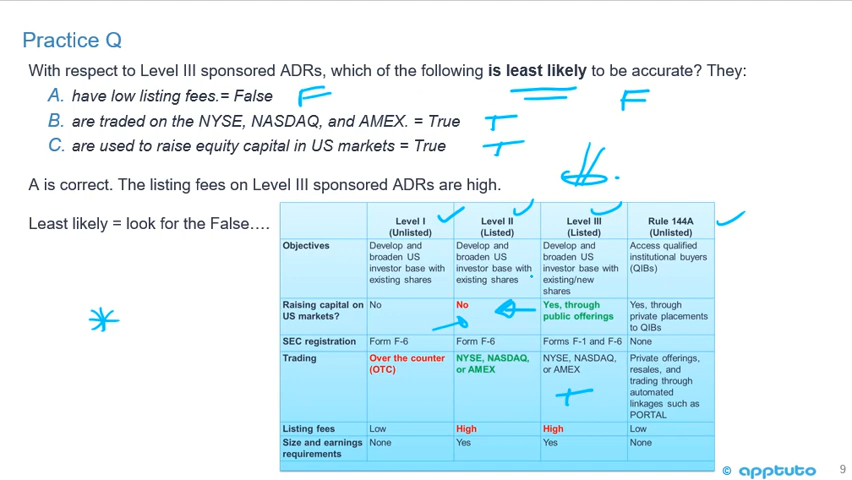 Practice Q
With respect to Level III sponsored ADRs, which of the following is least likely to be accurate? They:
A. have low listing fees.= False F F
B. are traded on the NYSE, NASDAQ, and AMEX. = True T
C. are used to raise equity capital in US markets = True T
A is correct. The listing fees on Level III sponsored ADRs are high.
Least likely = look for the False….
Level I (Unlisted) Level II (Listed) Level III (Listed) Rule 144A (Unlisted)
Objectives Develop and broaden US investor base with existing shares Develop and broaden US investor base with existing shares Develop and broaden US investor base with existing/new shares Access qualified institutional buyers (QIBs)
Raising capital on US markets? No No Yes, through public offerings Yes, through private placements to QIBs
SEC registration Form F-6 Form F-6 Forms F-1 and F-6 None
Trading Over the counter (OTC) NYSE, NASDAQ, or AMEX NYSE, NASDAQ, or AMEX Private offerings, resales, and trading through automated linkages such as PORTAL
Listing fees Low High High Low
Size and earnings requirements None Yes Yes None
© apptuto 9